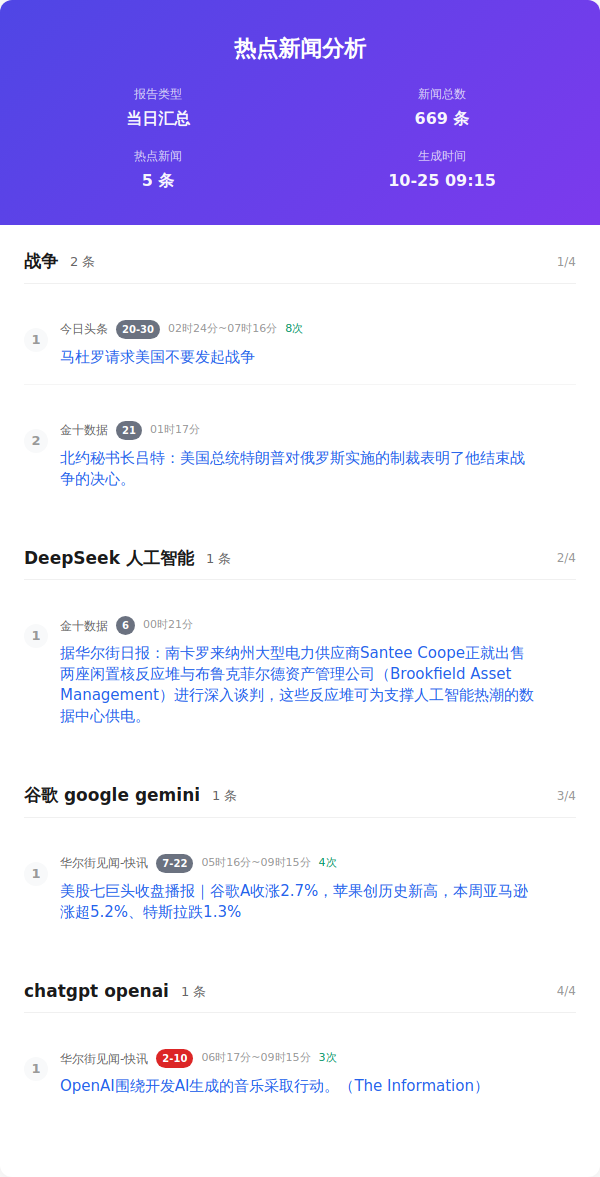 热点新闻分析
报告类型
新闻总数
当日汇总
669 条
热点新闻
生成时间
5 条
10-25 09:15
战争 2 条 1/4
1 今日头条 20-30 02时24分~07时16分 8次
马杜罗请求美国不要发起战争
2 金十数据 21 01时17分
北约秘书长吕特：美国总统特朗普对俄罗斯实施的制裁表明了他结束战
争的决心。
DeepSeek 人工智能 1 条 2/4
1 金十数据 6 00时21分
据华尔街日报：南卡罗来纳州大型电力供应商Santee Coope正就出售
两座闲置核反应堆与布鲁克菲尔德资产管理公司（Brookfield Asset
Management）进行深入谈判，这些反应堆可为支撑人工智能热潮的数
据中心供电。
谷歌 google gemini 1 条 3/4
1 华尔街见闻-快讯 7-22 05时16分~09时15分 4次
美股七巨头收盘播报｜谷歌A收涨2.7%，苹果创历史新高，本周亚马逊
涨超5.2%、特斯拉跌1.3%
chatgpt openai 1 条 4/4
1 华尔街见闻-快讯 2-10 06时17分~09时15分 3次
OpenAI围绕开发AI生成的音乐采取行动。（The Information）